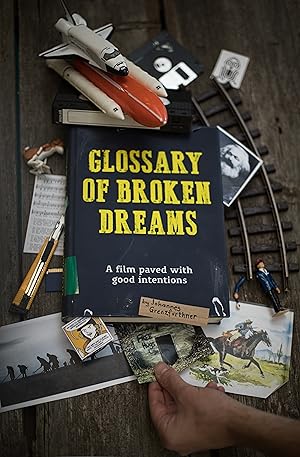 GLOSSARY
OF BROKEN
DREAMS
A film paved with
good intentions
by Johannes
Grenzfurthner